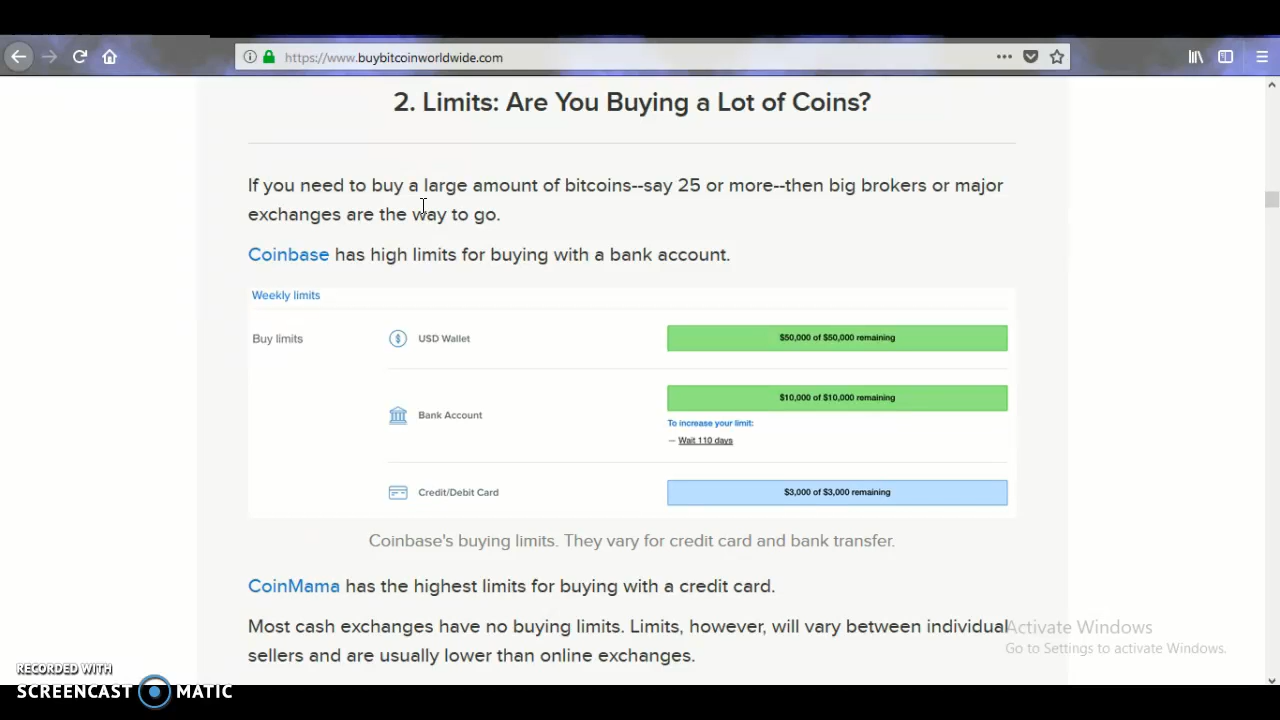 https://www.buybitcoinworldwide.com
2. Limits: Are You Buying a Lot of Coins?
If you need to buy a large amount of bitcoins--say 25 or more--then big brokers or major
exchanges are the way to go.
Coinbase has high limits for buying with a bank account.
Weekly limits
Buy limits
USD Wallet
$50,000 of $50,000 remaining
Bank Account
$10,000 of $10,000 remaining
To increase your limit:
— Wait 110 days
Credit/Debit Card
$3,000 of $3,000 remaining
Coinbase's buying limits. They vary for credit card and bank transfer.
CoinMama has the highest limits for buying with a credit card.
Most cash exchanges have no buying limits. Limits, however, will vary between individual
sellers and are usually lower than online exchanges.
Activate Windows
Go to Settings to activate Windows.
RECORDED WITH
SCREENCAST MATIC